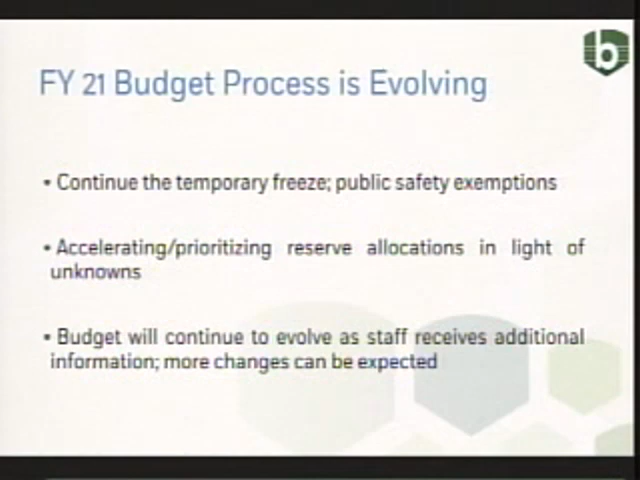 b
FY 21 Budget Process is Evolving
• Continue the temporary freeze; public safety exemptions
• Accelerating/prioritizing reserve allocations in light of
unknowns
• Budget will continue to evolve as staff receives additional
information; more changes can be expected